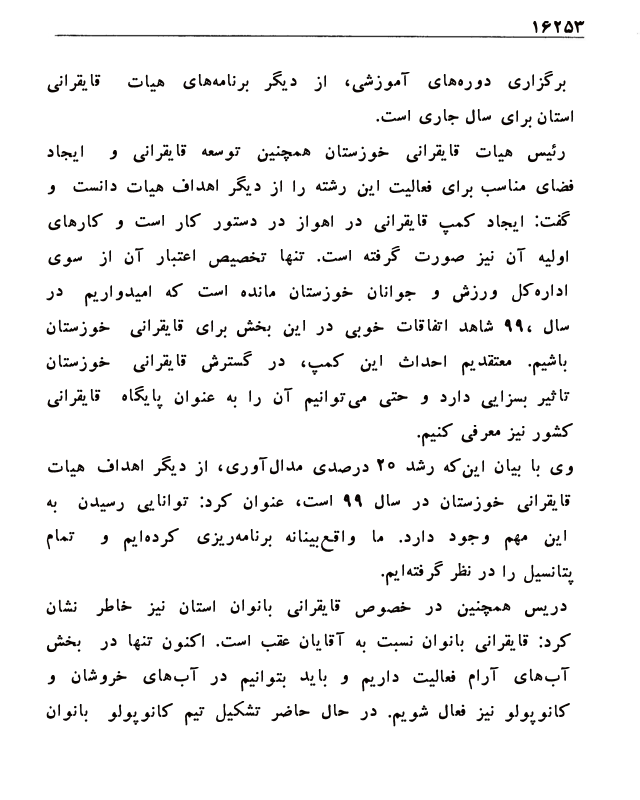 ۱۶۲۵۳
برگزاری دوره‌های آموزشی، از دیگر برنامه‌های هیات قایقرانی
استان برای سال جاری است.
رئیس هیات قایقرانی خوزستان همچنین توسعه قایقرانی و ایجاد
فضای مناسب برای فعالیت این رشته را از دیگر اهداف هیات دانست و
گفت: ایجاد کمپ قایقرانی در اهواز در دستور کار است و کارهای
اولیه آن نیز صورت گرفته است. تنها تخصیص اعتبار آن از سوی
اداره‌کل ورزش و جوانان خوزستان مانده است که امیدواریم در
سال ۹۹، شاهد اتفاقات خوبی در این بخش برای قایقرانی خوزستان
باشیم. معتقدیم احداث این کمپ، در گسترش قایقرانی خوزستان
تاثیر بسزایی دارد و حتی می‌توانیم آن را به عنوان پایگاه قایقرانی
کشور نیز معرفی کنیم.
وی با بیان این‌که رشد ۲۵ درصدی مدال‌آوری، از دیگر اهداف هیات
قایقرانی خوزستان در سال ۹۹ است، عنوان کرد: توانایی رسیدن به
این مهم وجود دارد. ما واقع‌بینانه برنامه‌ریزی کرده‌ایم و تمام
پتانسیل را در نظر گرفته‌ایم.
دریس همچنین در خصوص قایقرانی بانوان استان نیز خاطر نشان
کرد: قایقرانی بانوان نسبت به آقایان عقب است. اکنون تنها در بخش
آب‌های آرام فعالیت داریم و باید بتوانیم در آب‌های خروشان و
کانوپولو نیز فعال شویم. در حال حاضر تشکیل تیم کانوپولو بانوان